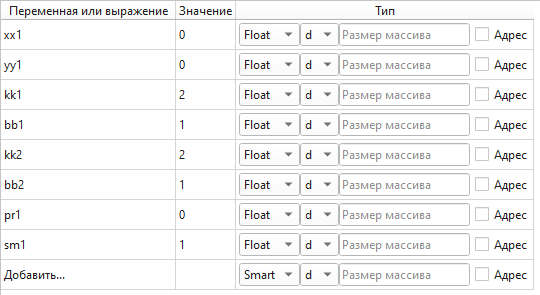 Переменная или выражение Значение Тип
xx1 0 Float d Размер массива Адрес
yy1 0 Float d Размер массива Адрес
kk1 2 Float d Размер массива Адрес
bb1 1 Float d Размер массива Адрес
kk2 2 Float d Размер массива Адрес
bb2 1 Float d Размер массива Адрес
pr1 0 Float d Размер массива Адрес
sm1 1 Float d Размер массива Адрес
Добавить... Smart d Размер массива Адрес